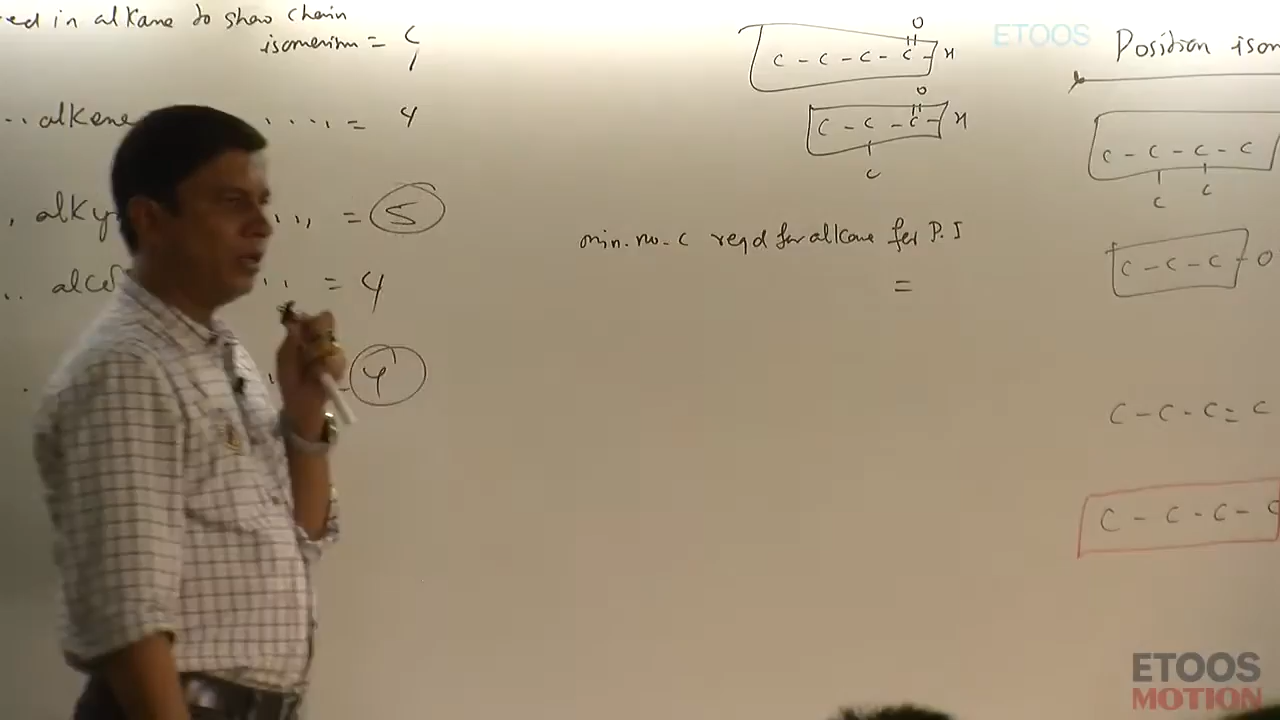 ed in alkane to show chain
isomerism = 4
.. alkene ...., = 4
, alky .., = 5
.. alco .. = 4
4
O
C - C - C - C - H
O
C - C - C - H
C
min. no. C reqd for alkane for P.I
=
ETOOS
Position isom
C - C - C - C
C C
C - C - C - O
C - C - C = C
C - C - C - C
ETOOS
MOTION